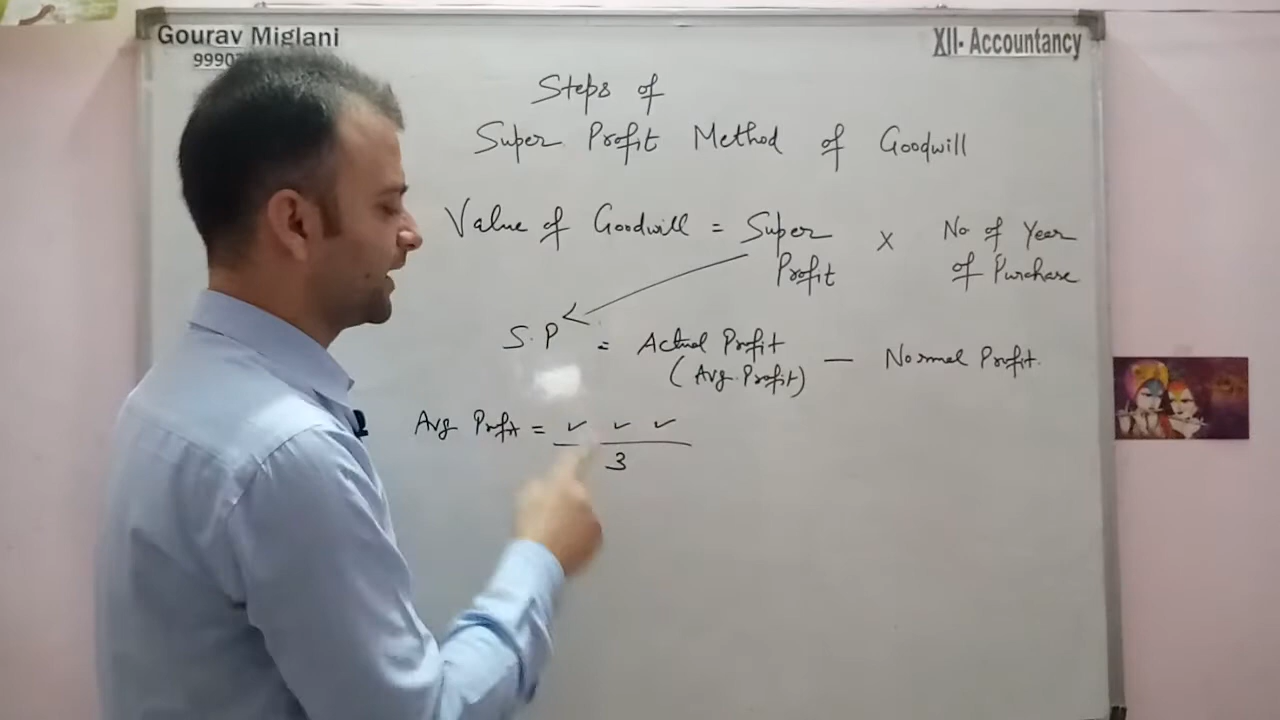 Gourav Miglani
XII- Accountancy
Steps of
Super Profit Method of Goodwill
Value of Goodwill = Super Profit x No of Year of Purchase
S.P = Actual Profit (Avg. Profit) — Normal Profit.
Avg Profit = ✓ ✓ ✓
3